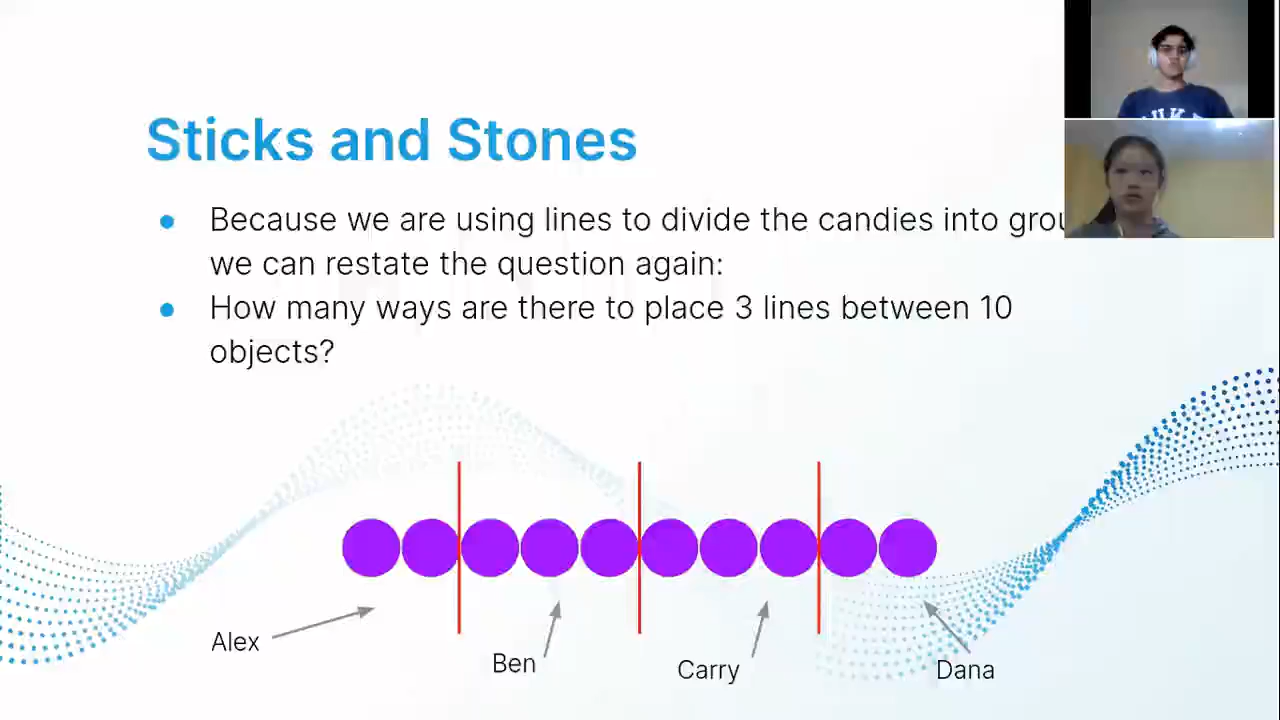 Sticks and Stones
Because we are using lines to divide the candies into
we can restate the question again:
How many ways are there to place 3 lines between 10
objects?
Alex
Ben
Carry
Dana